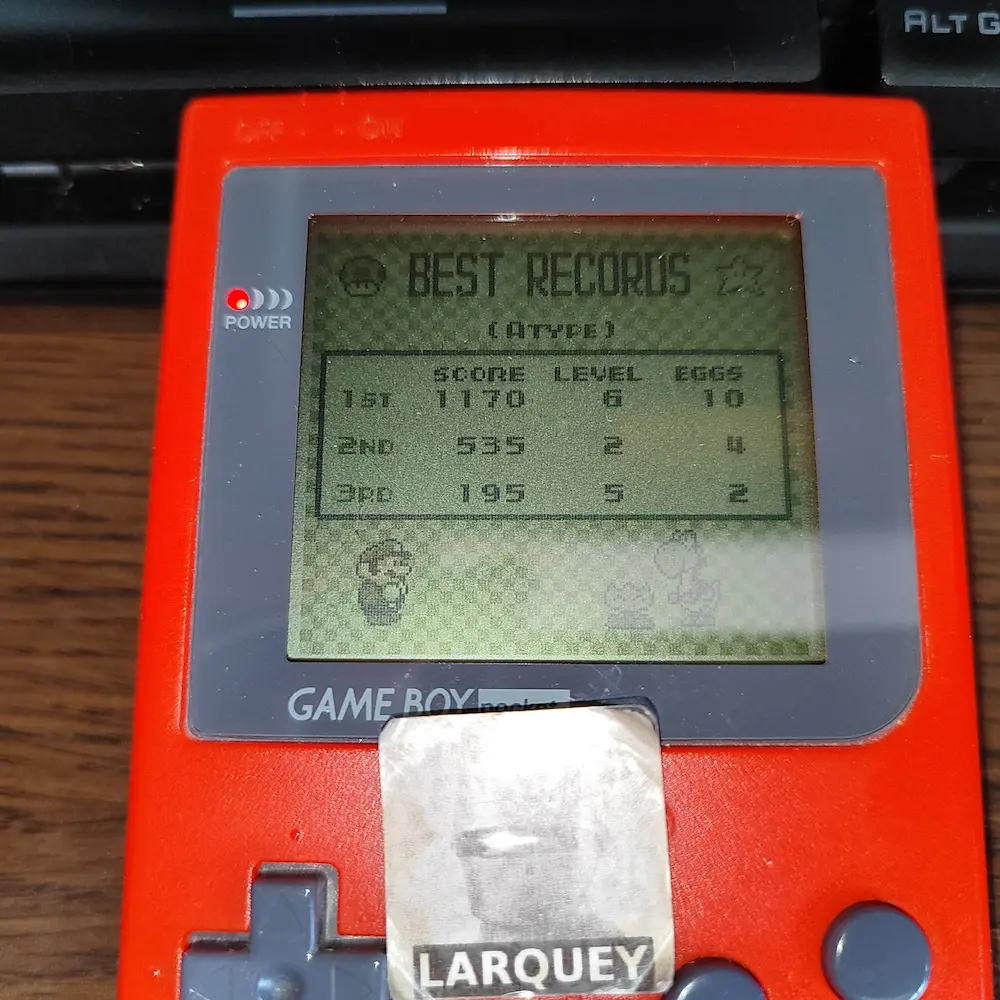 ALT G
OFF ON
POWER
BEST RECORDS
(ATYPE)
SCORE LEVEL EGGS
1ST 1170 6 10
2ND 535 2 4
3RD 195 5 2
GAME BOY pocket
LARQUEY